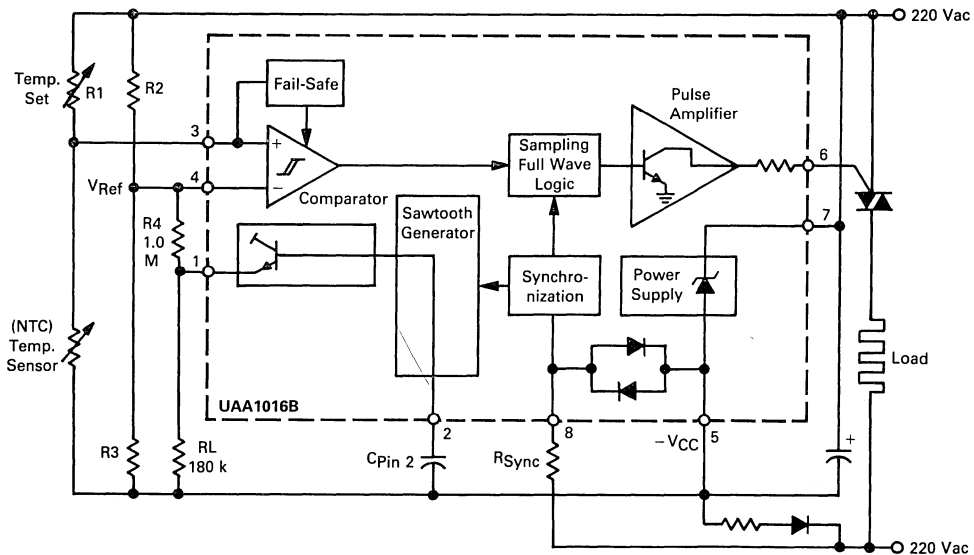 220 Vac
Temp.
Set
R1
R2
Fail-Safe
Pulse
Amplifier
3
+
Sampling
Full Wave
Logic
6
VRef
4
−
Comparator
7
R4
1.0
M
Sawtooth
Generator
1
Synchro-
nization
Power
Supply
(NTC)
Temp.
Sensor
Load
UAA1016B
2
8
−VCC
5
+
R3
RL
180 k
CPin 2
RSync
220 Vac